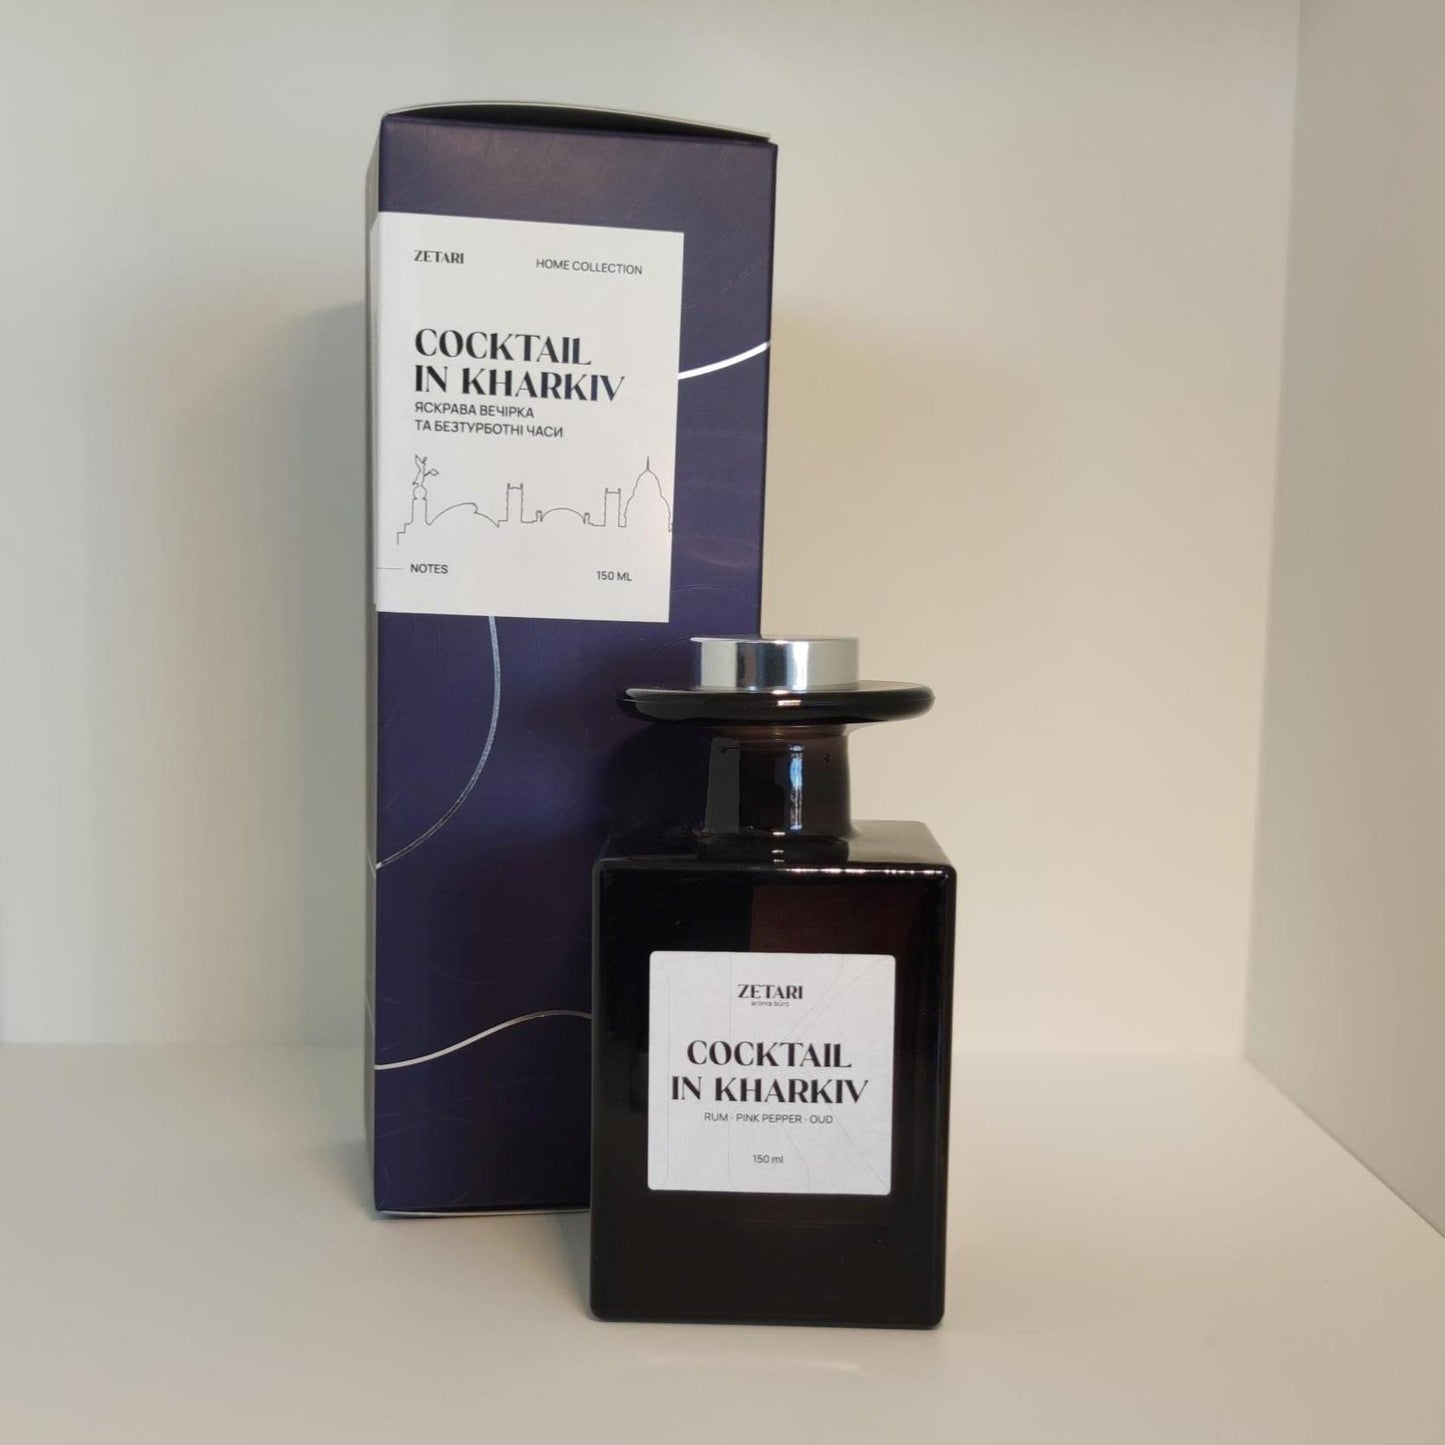 ZETARI
HOME COLLECTION
COCKTAIL
IN KHARKIV
ЯСКРАВА ВЕЧІРКА
ТА БЕЗТУРБОТНІ ЧАСИ
NOTES
150 ML
ZETARI
aroma büro
COCKTAIL
IN KHARKIV
RUM · PINK PEPPER · OUD
150 ml